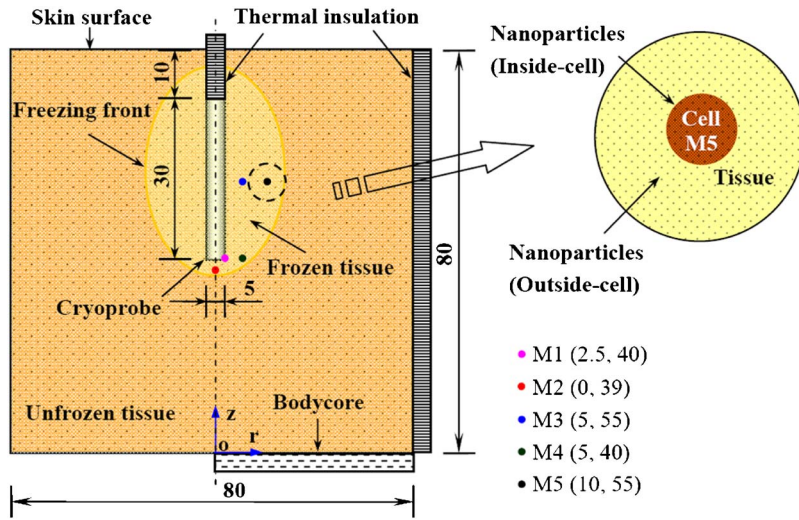 Skin surface
Thermal insulation
10
Freezing front
30
Frozen tissue
Cryoprobe
5
80
Unfrozen tissue
z
Bodycore
o
r
80
Nanoparticles
(Inside-cell)
Cell
M5
Tissue
Nanoparticles
(Outside-cell)
M1 (2.5, 40)
M2 (0, 39)
M3 (5, 55)
M4 (5, 40)
M5 (10, 55)